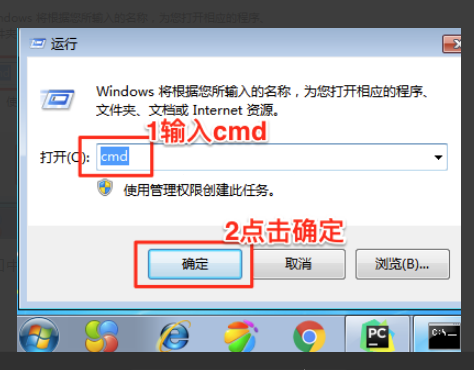 运行
Windows 将根据您所输入的名称，为您打开相应的程序、
文件夹、文档或 Internet 资源。
1输入cmd
打开(O): cmd
使用管理权限创建此任务。
2点击确定
确定
取消
浏览(B)...
PC
C:\_